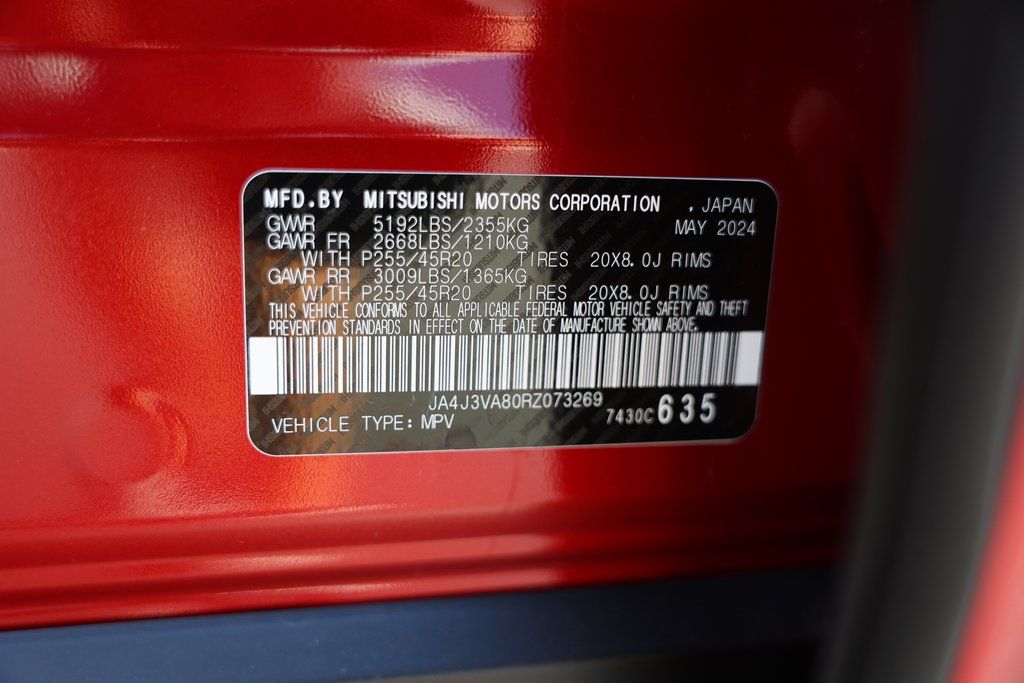 MFD.BY MITSUBISHI MOTORS CORPORATION , JAPAN
GWWR 5192LBS/2355KG MAY 2024
GAWR FR 2668LBS/1210KG
WITH P255/45R20 TIRES 20X8.0J RIMS
GAWR RR 3009LBS/1365KG
WITH P255/45R20 TIRES 20X8.0J RIMS
THIS VEHICLE CONFORMS TO ALL APPLICABLE FEDERAL MOTOR VEHICLE SAFETY AND THEFT
PREVENTION STANDARDS IN EFFECT ON THE DATE OF MANUFACTURE SHOWN ABOVE.
JA4J3VA80RZ073269
VEHICLE TYPE: MPV 7430C 635